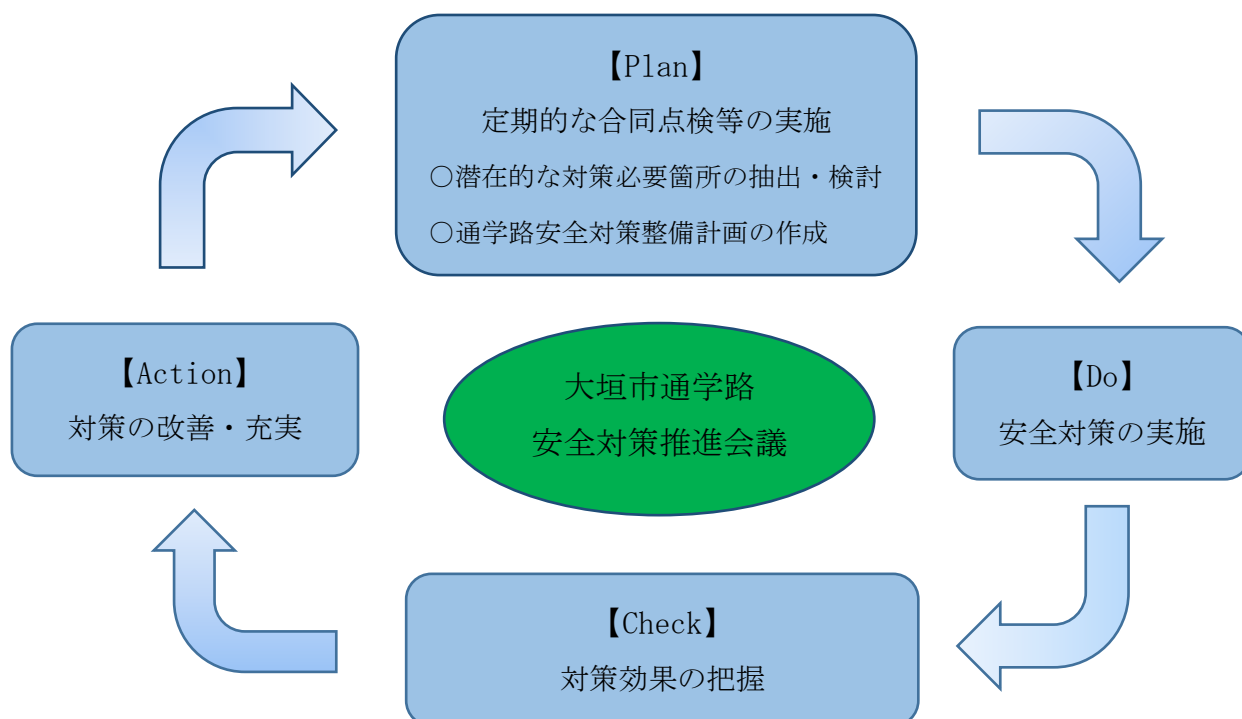 【Plan】
定期的な合同点検等の実施
○潜在的な対策必要箇所の抽出・検討
○通学路安全対策整備計画の作成
【Action】
対策の改善・充実
大垣市通学路
安全対策推進会議
【Do】
安全対策の実施
【Check】
対策効果の把握